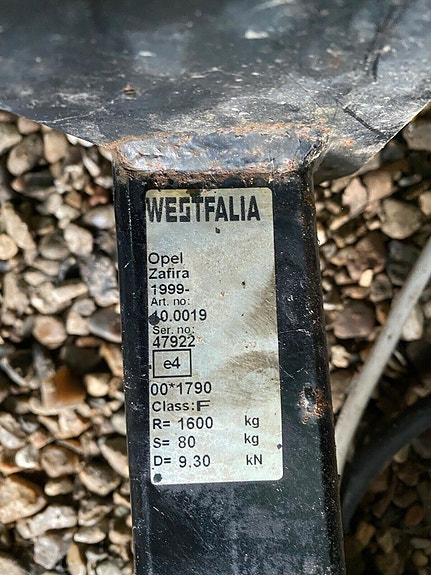 WESTFALIA
Opel
Zafira
1999-
Art. no:
40.0019
Ser. no:
47922
e4
00*1790
Class: F
R= 1600 kg
S= 80 kg
D= 9.30 kN